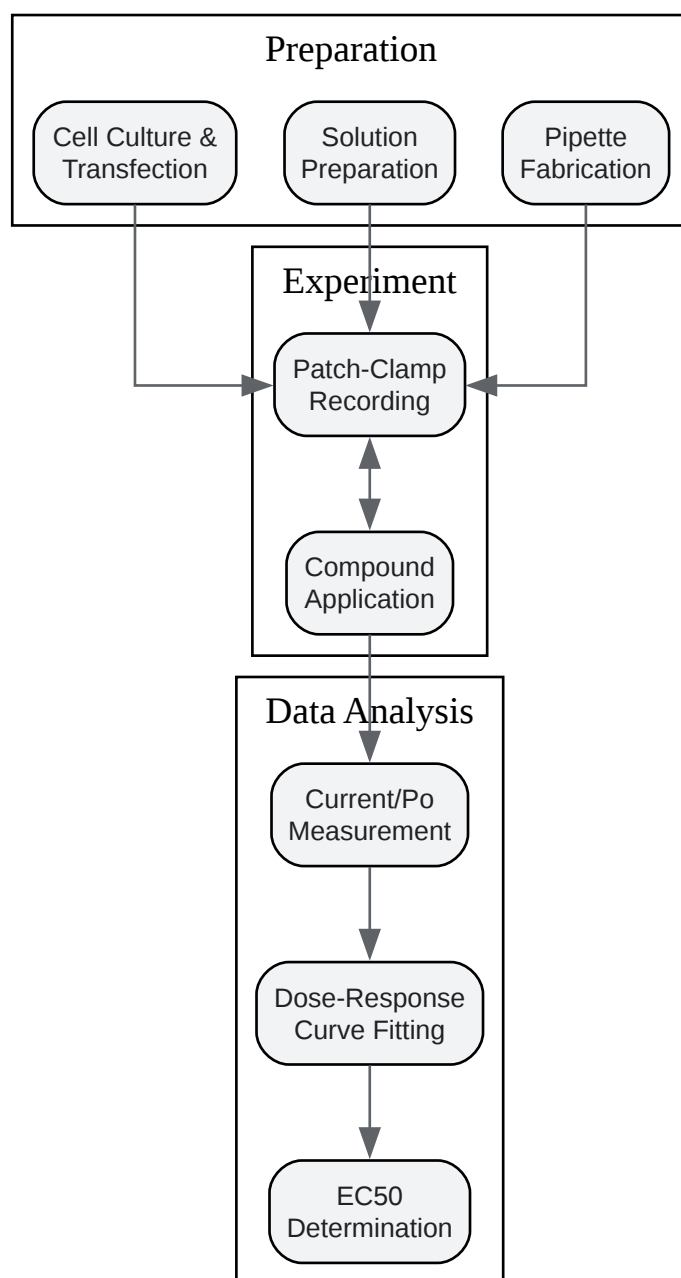 Preparation
Cell Culture &
Transfection
Solution
Preparation
Pipette
Fabrication
Experiment
Patch-Clamp
Recording
Compound
Application
Data Analysis
Current/Po
Measurement
Dose-Response
Curve Fitting
EC50
Determination